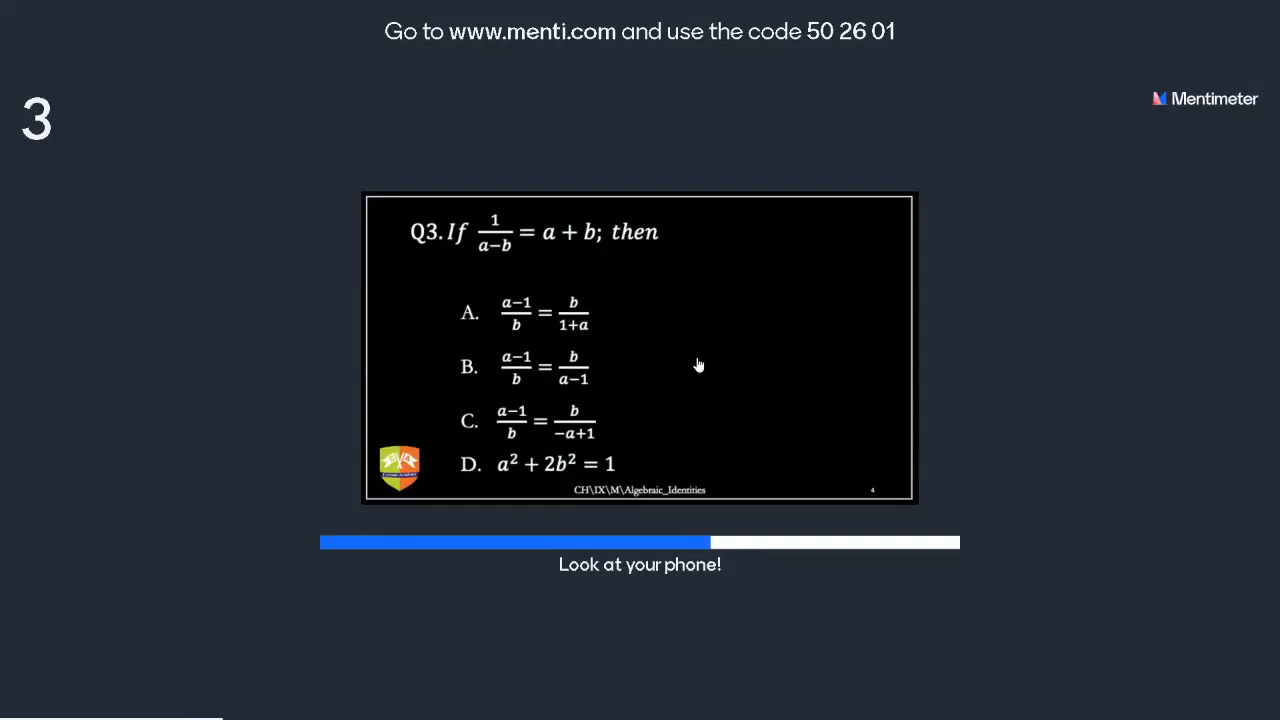 Go to www.menti.com and use the code 50 26 01
3
Mentimeter
Q3. If 1/(a−b) = a + b; then
A. (a−1)/b = b/(1+a)
B. (a−1)/b = b/(a−1)
C. (a−1)/b = b/(−a+1)
D. a² + 2b² = 1
CH\IX\M\Algebraic_Identities
4
Look at your phone!